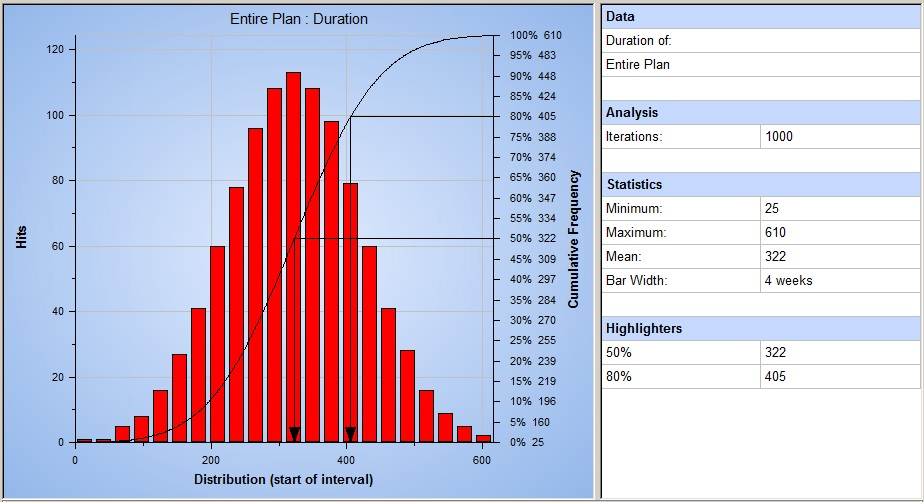 Entire Plan : Duration
Hits
120
100
80
60
40
20
0
0 200 400 600
Distribution (start of interval)
100% 610
95% 483
90% 448
85% 424
80% 405
75% 388
70% 374
65% 360
60% 347
55% 334
50% 322
45% 309
40% 297
35% 284
30% 270
25% 255
20% 239
15% 219
10% 196
5% 160
0% 25
Cumulative Frequency
Data
Duration of:
Entire Plan
Analysis
Iterations: 1000
Statistics
Minimum: 25
Maximum: 610
Mean: 322
Bar Width: 4 weeks
Highlighters
50% 322
80% 405